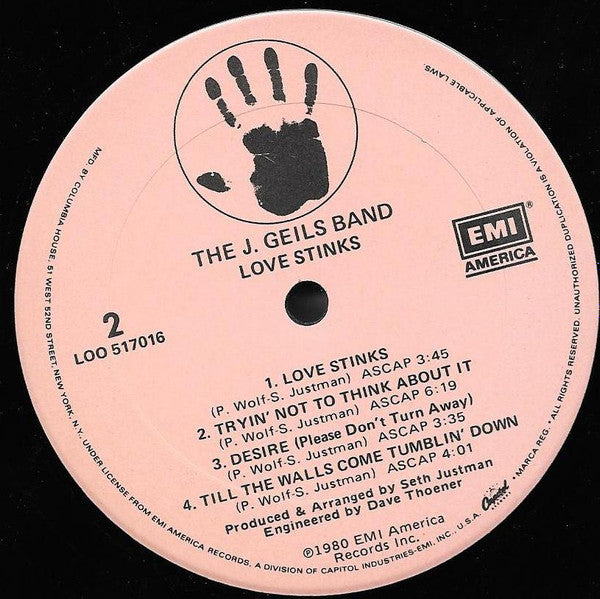 THE J. GEILS BAND
LOVE STINKS
EMI®
AMERICA
2
LOO 517016
1. LOVE STINKS
(P. Wolf-S. Justman) ASCAP 3:45
2. TRYIN' NOT TO THINK ABOUT IT
(P. Wolf-S. Justman) ASCAP 6:19
3. DESIRE (Please Don't Turn Away)
(P. Wolf-S. Justman) ASCAP 3:35
4. TILL THE WALLS COME TUMBLIN' DOWN
(P. Wolf-S. Justman) ASCAP 4:01
Produced & Arranged by Seth Justman
Engineered by Dave Thoener
℗1980 EMI America
Records Inc.
MFD. BY COLUMBIA HOUSE, 51 WEST 52ND STREET, NEW YORK, N.Y. UNDER LICENSE FROM EMI AMERICA RECORDS, A DIVISION OF CAPITOL INDUSTRIES-EMI, INC., U.S.A.
Capitol
• MARCA REG. • ALL RIGHTS RESERVED. UNAUTHORIZED DUPLICATION IS A VIOLATION OF APPLICABLE LAWS.